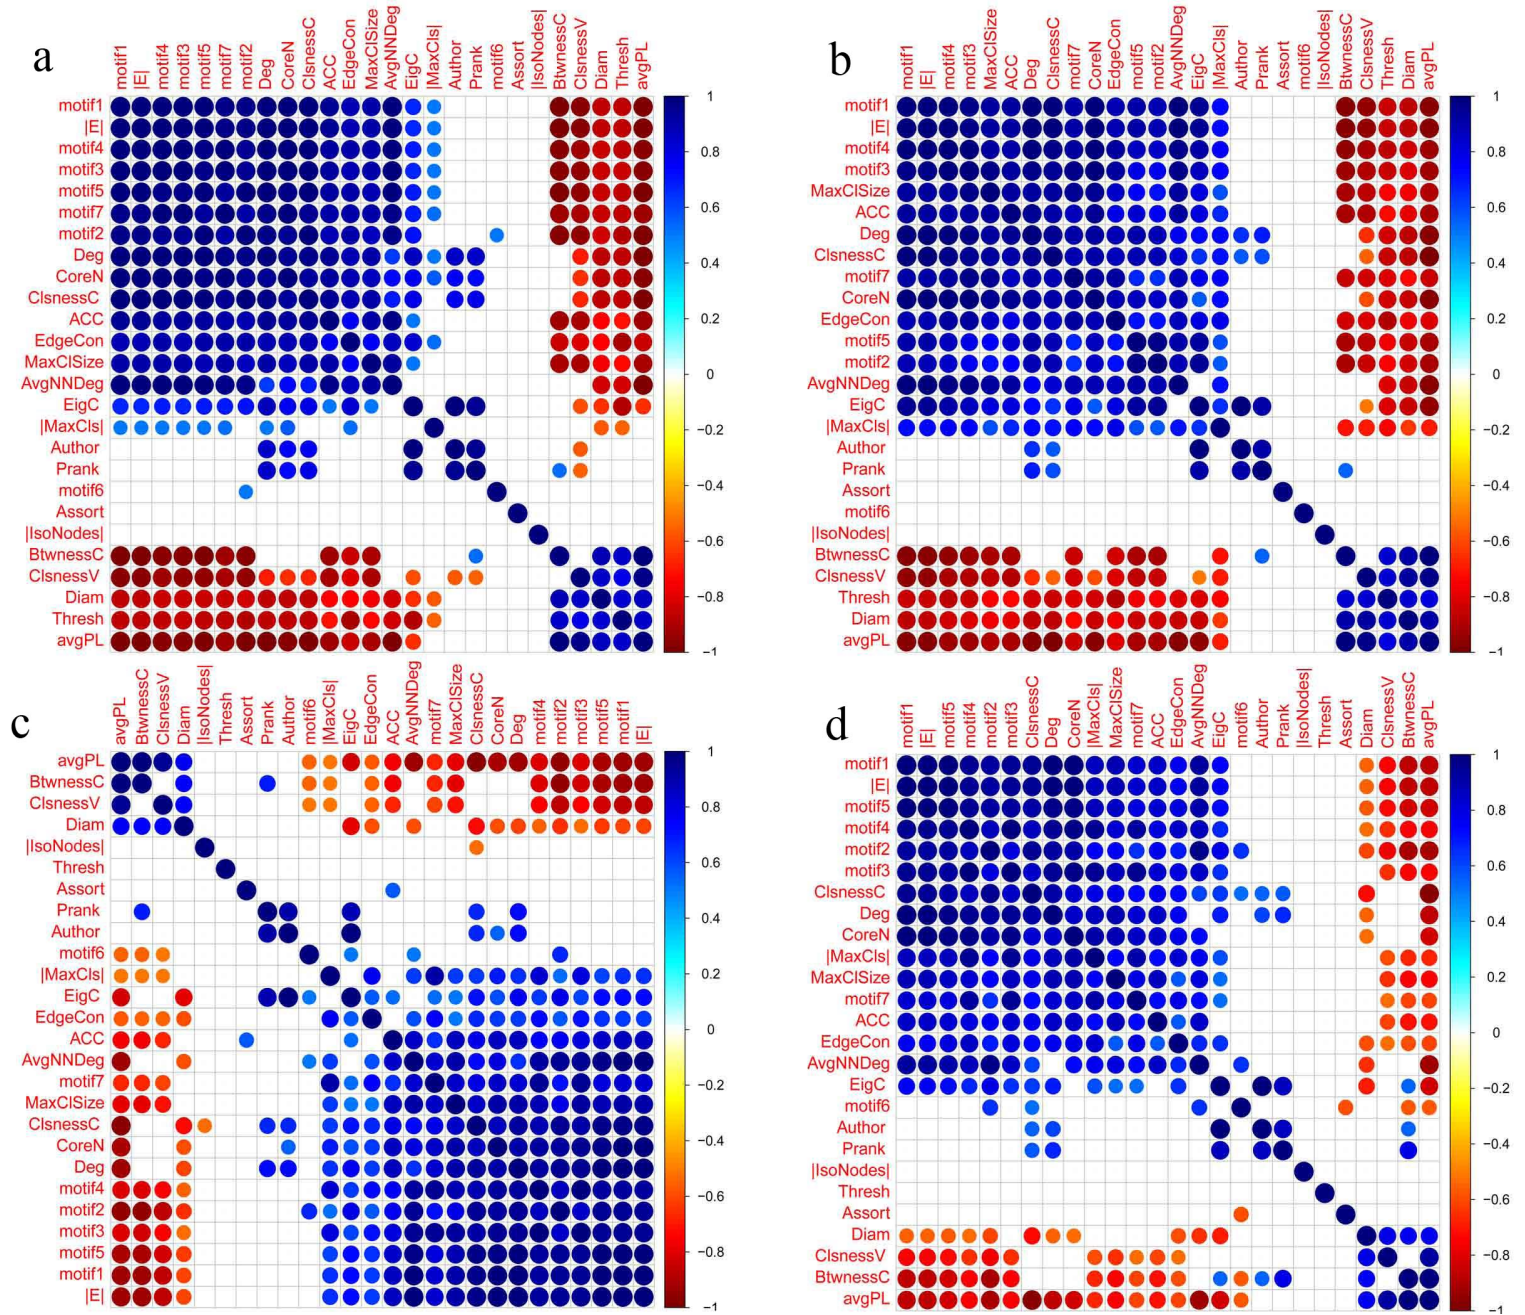 a
motif1 |E| motif4 motif3 motif5 motif7 motif2 Deg CoreN ClsnessC ACC EdgeCon MaxClSize AvgNNDeg EigC |MaxCls| Author Prank motif6 Assort |IsoNodes| BtwnessC ClsnessV Diam Thresh avgPL
motif1
|E|
motif4
motif3
motif5
motif7
motif2
Deg
CoreN
ClsnessC
ACC
EdgeCon
MaxClSize
AvgNNDeg
EigC
|MaxCls|
Author
Prank
motif6
Assort
|IsoNodes|
BtwnessC
ClsnessV
Diam
Thresh
avgPL
1
0.8
0.6
0.4
0.2
0
−0.2
−0.4
−0.6
−0.8
−1
b
motif1 |E| motif4 motif3 MaxClSize ACC Deg ClsnessC motif7 CoreN EdgeCon motif5 motif2 AvgNNDeg EigC |MaxCls| Author Prank Assort motif6 |IsoNodes| BtwnessC ClsnessV Thresh Diam avgPL
motif1
|E|
motif4
motif3
MaxClSize
ACC
Deg
ClsnessC
motif7
CoreN
EdgeCon
motif5
motif2
AvgNNDeg
EigC
|MaxCls|
Author
Prank
Assort
motif6
|IsoNodes|
BtwnessC
ClsnessV
Thresh
Diam
avgPL
1
0.8
0.6
0.4
0.2
0
−0.2
−0.4
−0.6
−0.8
−1
c
avgPL BtwnessC ClsnessV Diam |IsoNodes| Thresh Assort Prank Author motif6 |MaxCls| EigC EdgeCon ACC AvgNNDeg motif7 MaxClSize ClsnessC CoreN Deg motif4 motif2 motif3 motif5 motif1 |E|
avgPL
BtwnessC
ClsnessV
Diam
|IsoNodes|
Thresh
Assort
Prank
Author
motif6
|MaxCls|
EigC
EdgeCon
ACC
AvgNNDeg
motif7
MaxClSize
ClsnessC
CoreN
Deg
motif4
motif2
motif3
motif5
motif1
|E|
1
0.8
0.6
0.4
0.2
0
−0.2
−0.4
−0.6
−0.8
−1
d
motif1 |E| motif5 motif4 motif2 motif3 ClsnessC Deg CoreN |MaxCls| MaxClSize motif7 ACC EdgeCon AvgNNDeg EigC motif6 Author Prank |IsoNodes| Thresh Assort Diam ClsnessV BtwnessC avgPL
motif1
|E|
motif5
motif4
motif2
motif3
ClsnessC
Deg
CoreN
|MaxCls|
MaxClSize
motif7
ACC
EdgeCon
AvgNNDeg
EigC
motif6
Author
Prank
|IsoNodes|
Thresh
Assort
Diam
ClsnessV
BtwnessC
avgPL
1
0.8
0.6
0.4
0.2
0
−0.2
−0.4
−0.6
−0.8
−1